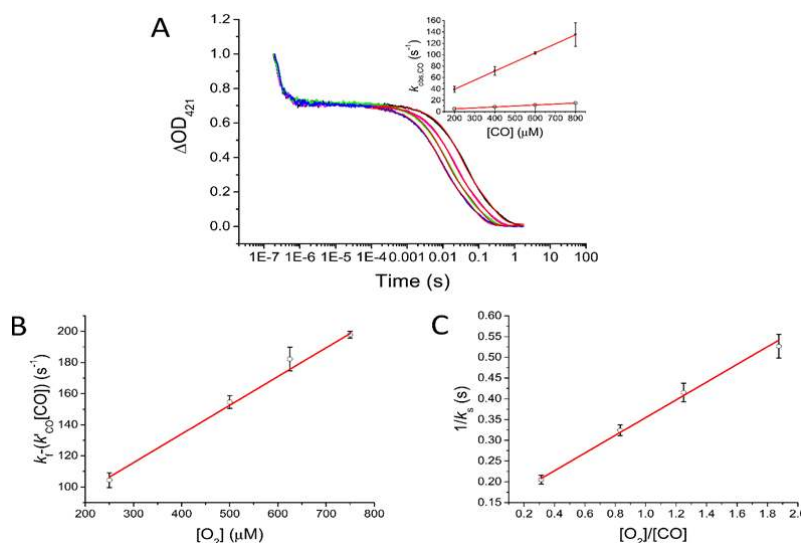 A
ΔOD421
1.2
1.0
0.8
0.6
0.4
0.2
0.0
1E-7 1E-6 1E-5 1E-4 0.001 0.01 0.1 1 10 100
Time (s)
kobs,CO (s-1)
160
140
120
100
80
60
40
20
0
200 300 400 500 600 700 800
[CO] (μM)
B
kf-(k'CO[CO]) (s-1)
200
180
160
140
120
100
200 300 400 500 600 700 800
[O2] (μM)
C
1/ks (s)
0.60
0.55
0.50
0.45
0.40
0.35
0.30
0.25
0.20
0.15
0.2 0.4 0.6 0.8 1.0 1.2 1.4 1.6 1.8 2.0
[O2]/[CO]